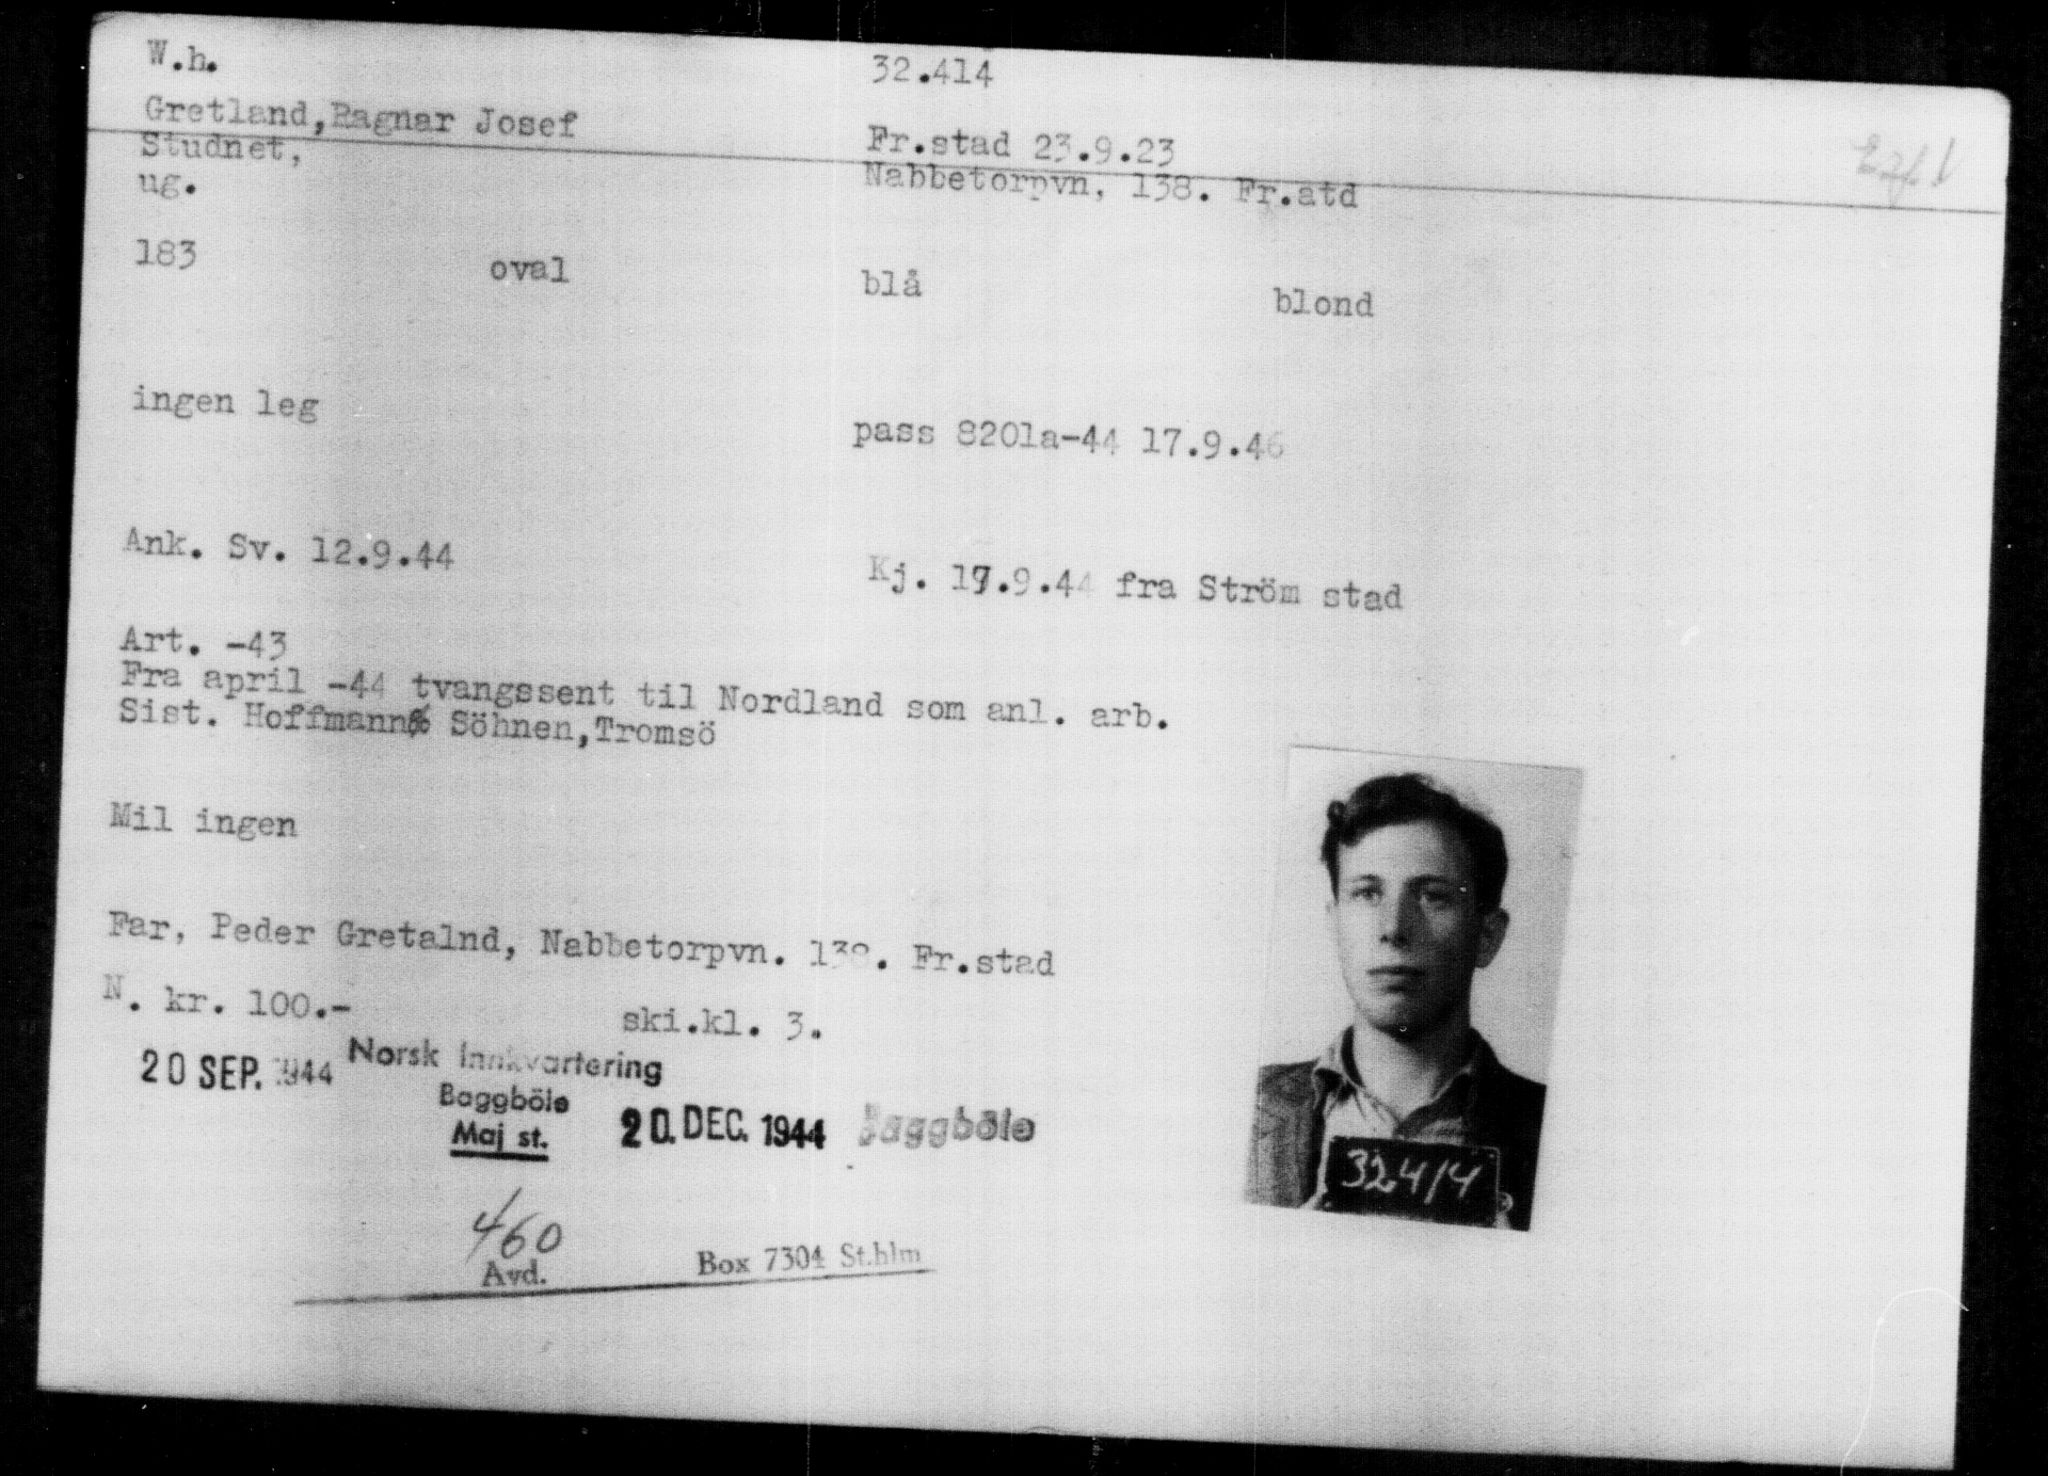 W.h. 32.414
Gretland,Ragnar Josef Fr.stad 23.9.23
Studnet, Nabbetorpvn, 138. Fr.atd
ug.
183 oval blå blond
ingen leg pass 8201a-44 17.9.46
Ank. Sv. 12.9.44 Kj. 17.9.44 fra Ström stad
Art. -43
Fra april -44 tvangssent til Nordland som anl. arb.
Sist. Hoffmann& Söhnen,Tromsö
Mil ingen
Far, Peder Gretalnd, Nabbetorpvn. 138. Fr.stad
N. kr. 100.- ski.kl. 3.
20 SEP. 1944 Norsk Innkvartering
Baggböle
Maj st. 20. DEC. 1944 Baggböle
32414
460
Avd. Box 7304 St.hlm